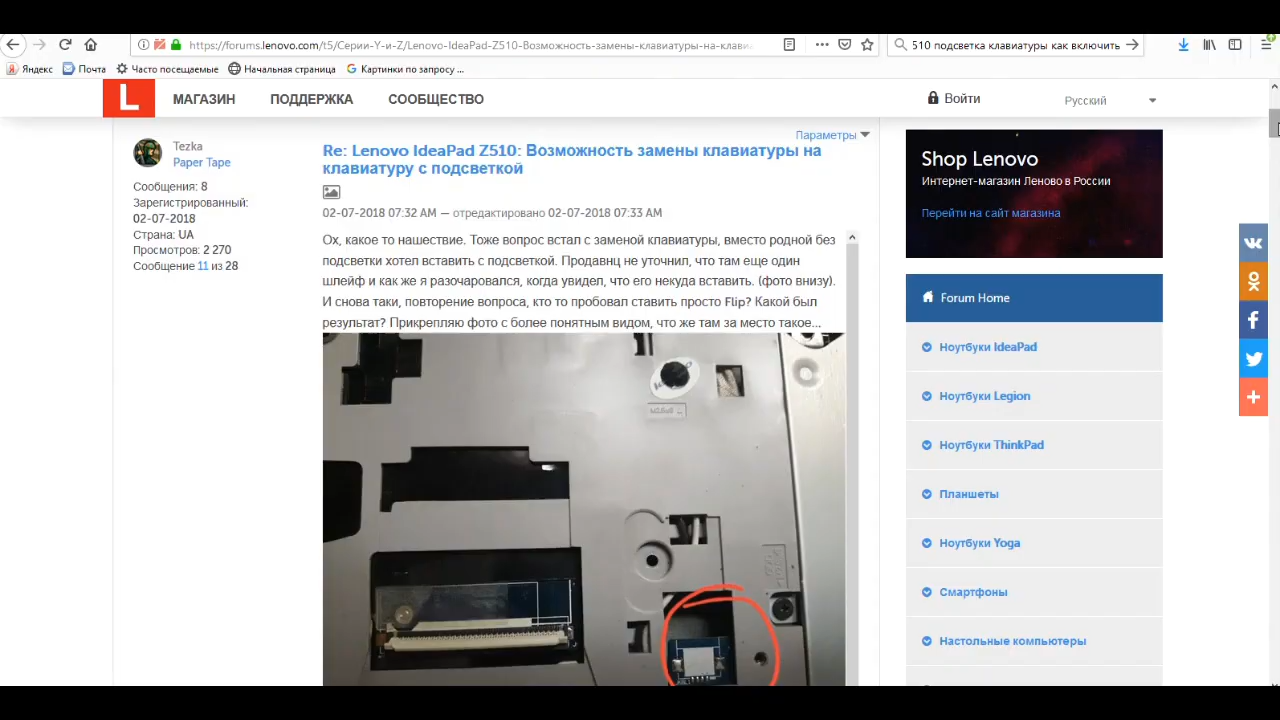 https://forums.lenovo.com/t5/Серии-Y-и-Z/Lenovo-IdeaPad-Z510-Возможность-замены-клавиатуры-на-клави
510 подсветка клавиатуры как включить
Яндекс
Почта
Часто посещаемые
Начальная страница
Картинки по запросу ...
L
МАГАЗИН
ПОДДЕРЖКА
СООБЩЕСТВО
Войти
Русский
Tezka
Paper Tape
Сообщения: 8
Зарегистрированный:
02-07-2018
Страна: UA
Просмотров: 2 270
Сообщение 11 из 28
Параметры
Re: Lenovo IdeaPad Z510: Возможность замены клавиатуры на
клавиатуру с подсветкой
02-07-2018 07:32 AM — отредактировано 02-07-2018 07:33 AM
Ох, какое то нашествие. Тоже вопрос встал с заменой клавиатуры, вместо родной без
подсветки хотел вставить с подсветкой. Продавнц не уточнил, что там еще один
шлейф и как же я разочаровался, когда увидел, что его некуда вставить. (фото внизу).
И снова таки, повторение вопроса, кто то пробовал ставить просто Flip? Какой был
результат? Прикрепляю фото с более понятным видом, что же там за место такое...
Shop Lenovo
Интернет-магазин Леново в России
Перейти на сайт магазина
Forum Home
Ноутбуки IdeaPad
Ноутбуки Legion
Ноутбуки ThinkPad
Планшеты
Ноутбуки Yoga
Смартфоны
Настольные компьютеры